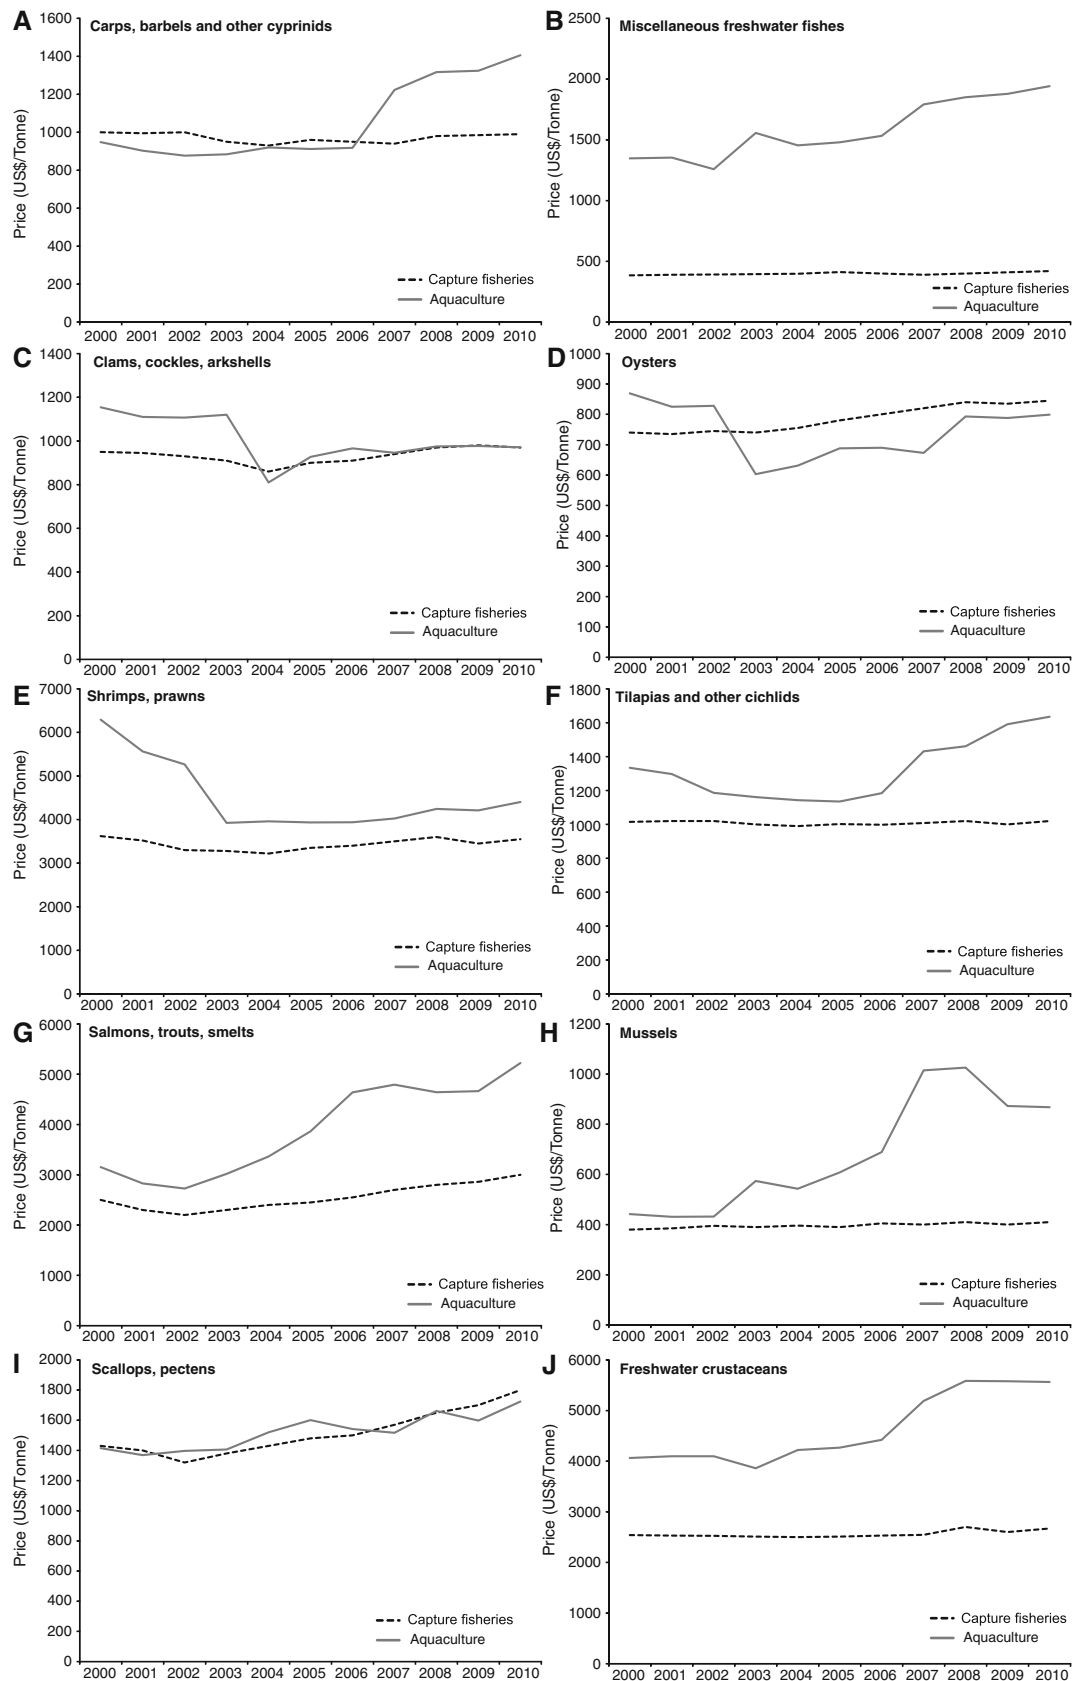 A
Carps, barbels and other cyprinids
Price (US$/Tonne)
1600
1400
1200
1000
800
600
400
200
0
Capture fisheries
Aquaculture
2000 2001 2002 2003 2004 2005 2006 2007 2008 2009 2010
B
Miscellaneous freshwater fishes
Price (US$/Tonne)
2500
2000
1500
1000
500
0
Capture fisheries
Aquaculture
2000 2001 2002 2003 2004 2005 2006 2007 2008 2009 2010
C
Clams, cockles, arkshells
Price (US$/Tonne)
1400
1200
1000
800
600
400
200
0
Capture fisheries
Aquaculture
2000 2001 2002 2003 2004 2005 2006 2007 2008 2009 2010
D
Oysters
Price (US$/Tonne)
1000
900
800
700
600
500
400
300
200
100
0
Capture fisheries
Aquaculture
2000 2001 2002 2003 2004 2005 2006 2007 2008 2009 2010
E
Shrimps, prawns
Price (US$/Tonne)
7000
6000
5000
4000
3000
2000
1000
0
Capture fisheries
Aquaculture
2000 2001 2002 2003 2004 2005 2006 2007 2008 2009 2010
F
Tilapias and other cichlids
Price (US$/Tonne)
1800
1600
1400
1200
1000
800
600
400
200
0
Capture fisheries
Aquaculture
2000 2001 2002 2003 2004 2005 2006 2007 2008 2009 2010
G
Salmons, trouts, smelts
Price (US$/Tonne)
6000
5000
4000
3000
2000
1000
0
Capture fisheries
Aquaculture
2000 2001 2002 2003 2004 2005 2006 2007 2008 2009 2010
H
Mussels
Price (US$/Tonne)
1200
1000
800
600
400
200
0
Capture fisheries
Aquaculture
2000 2001 2002 2003 2004 2005 2006 2007 2008 2009 2010
I
Scallops, pectens
Price (US$/Tonne)
2000
1800
1600
1400
1200
1000
800
600
400
200
0
Capture fisheries
Aquaculture
2000 2001 2002 2003 2004 2005 2006 2007 2008 2009 2010
J
Freshwater crustaceans
Price (US$/Tonne)
6000
5000
4000
3000
2000
1000
0
Capture fisheries
Aquaculture
2000 2001 2002 2003 2004 2005 2006 2007 2008 2009 2010